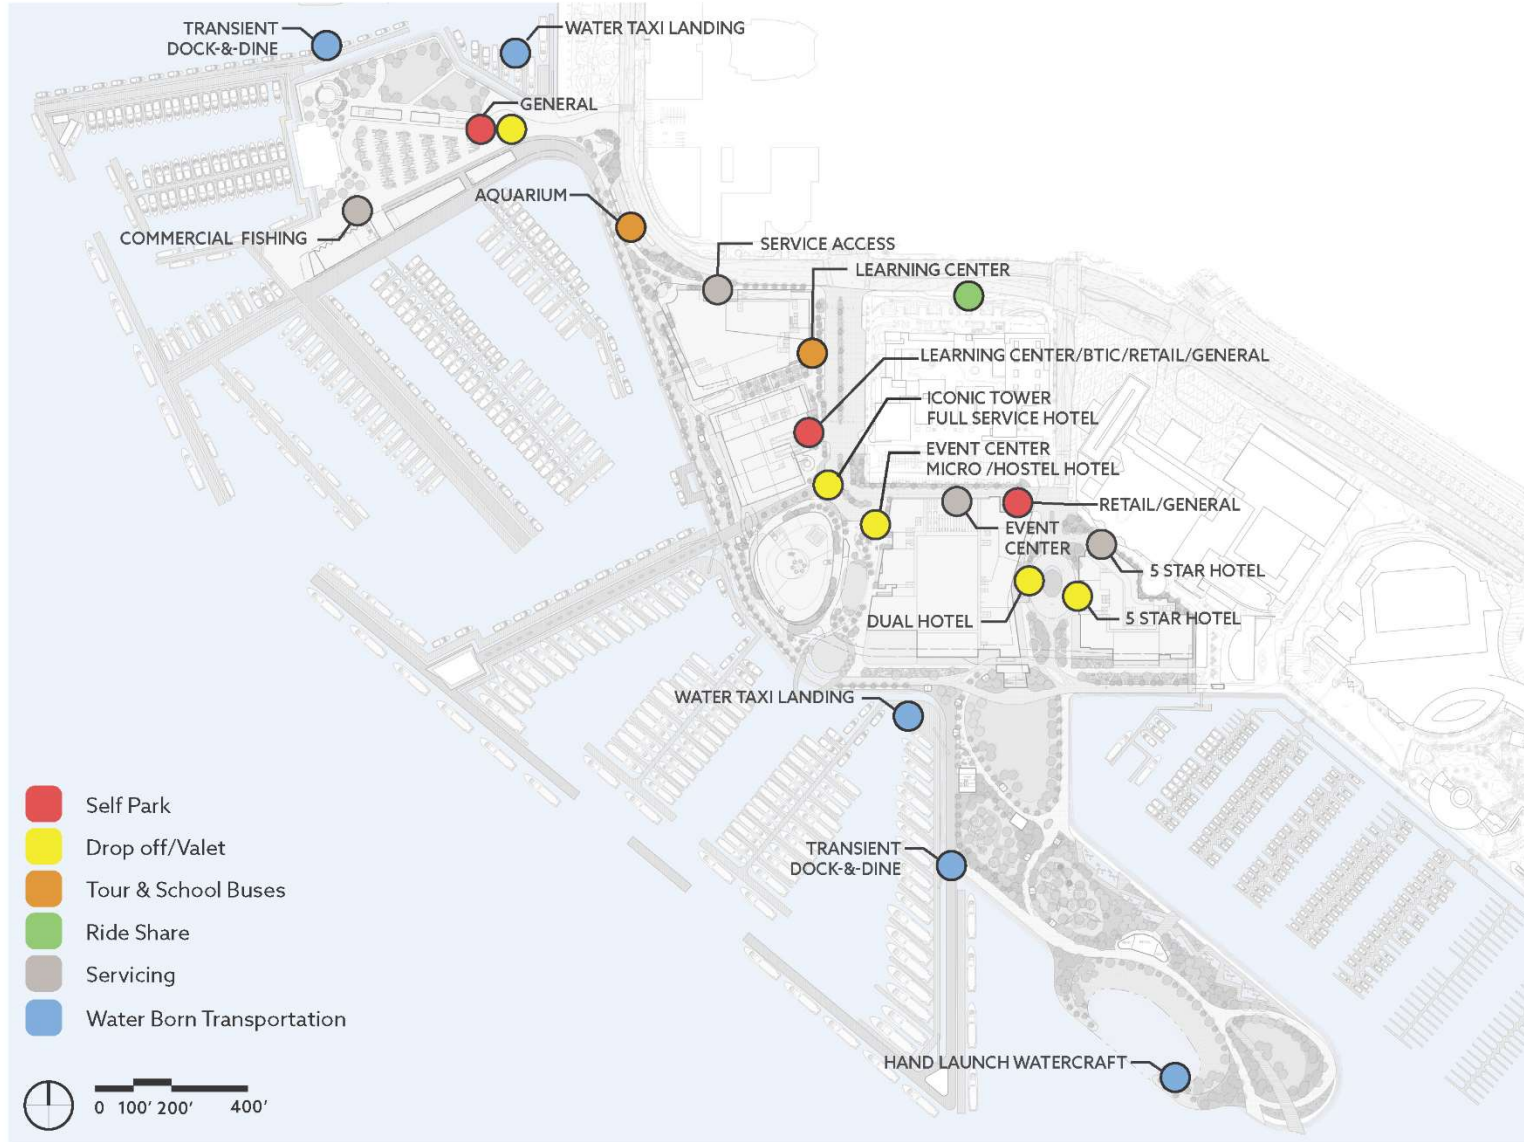 TRANSIENT
DOCK-&-DINE
WATER TAXI LANDING
GENERAL
AQUARIUM
COMMERCIAL FISHING
SERVICE ACCESS
LEARNING CENTER
LEARNING CENTER/BTIC/RETAIL/GENERAL
ICONIC TOWER
FULL SERVICE HOTEL
EVENT CENTER
MICRO /HOSTEL HOTEL
RETAIL/GENERAL
EVENT
CENTER
5 STAR HOTEL
DUAL HOTEL
5 STAR HOTEL
WATER TAXI LANDING
TRANSIENT
DOCK-&-DINE
HAND LAUNCH WATERCRAFT
Self Park
Drop off/Valet
Tour & School Buses
Ride Share
Servicing
Water Born Transportation
0 100' 200' 400'